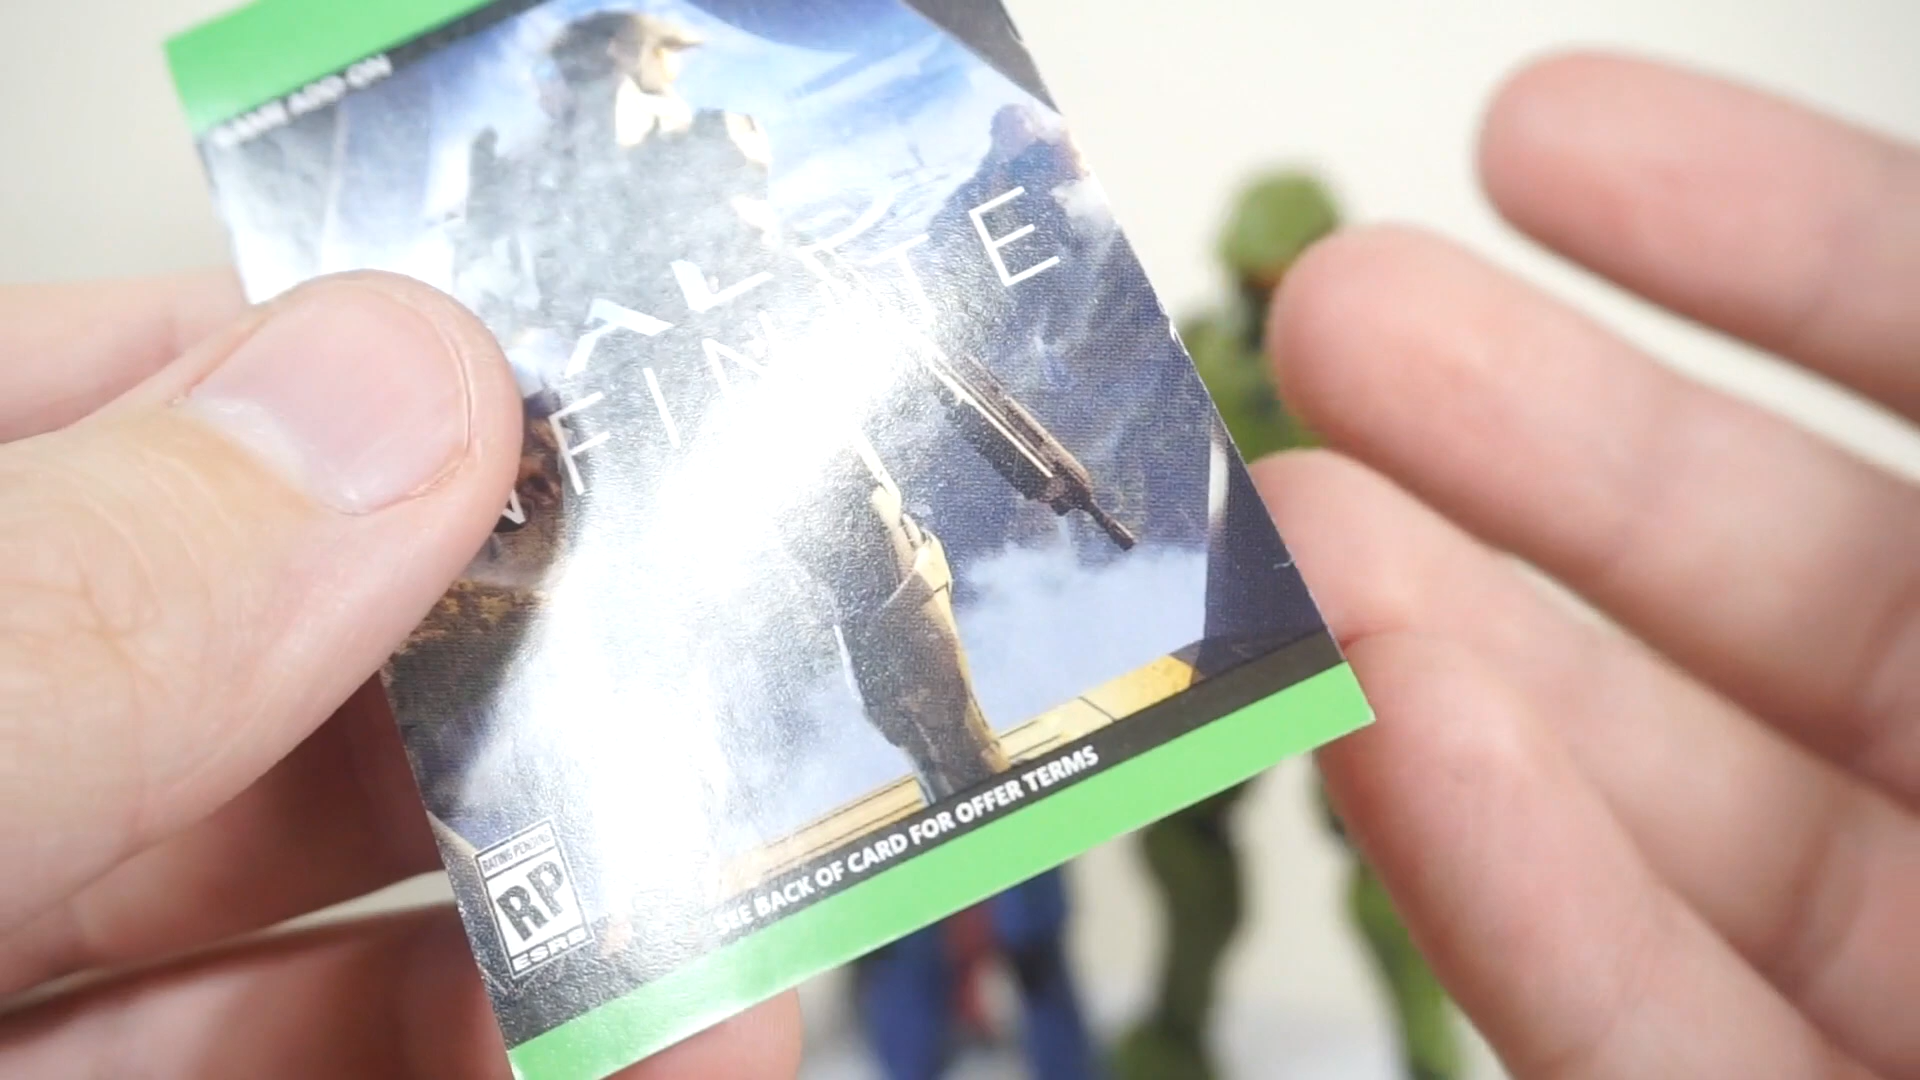 GAME ADD-ON
HALO
INFINITE
SEE BACK OF CARD FOR OFFER TERMS
RATING PENDING
RP
ESRB